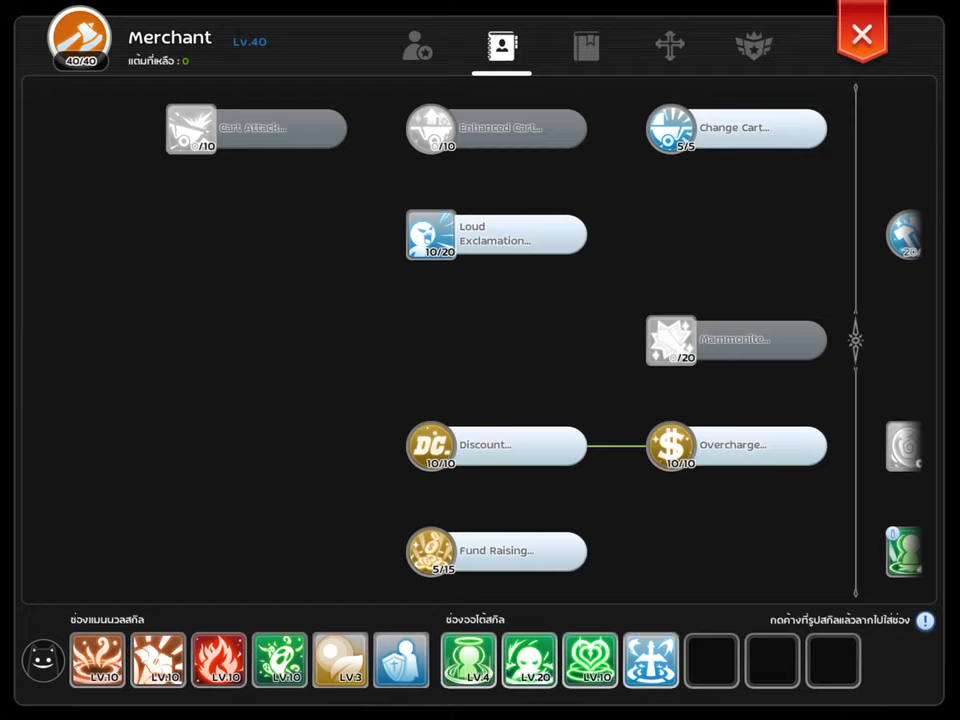 Merchant Lv.40
40/40 แต้มที่เหลือ : 0
Cart Attack... Enhanced Cart... Change Cart...
0/10 0/10 5/5
Loud
Exclamation...
10/20
Mammonite...
0/20
Discount... Overcharge...
10/10 10/10
Fund Raising...
5/15
ช่องแมนนวลสกิล ช่องออโต้สกิล กดค้างที่รูปสกิลแล้วลากไปใส่ช่อง
LV.10 LV.10 LV.10 LV.10 LV.3 LV.4 LV.20 LV.10